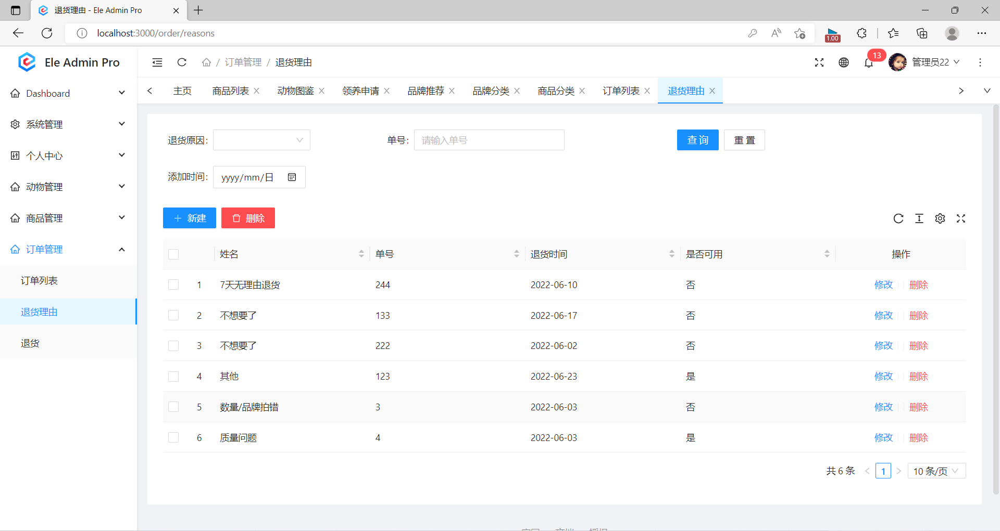 退货理由 - Ele Admin Pro
localhost:3000/order/reasons
1.00
Ele Admin Pro
/ 订单管理 / 退货理由
13
管理员22
主页 商品列表 动物图鉴 领养申请 品牌推荐 品牌分类 商品分类 订单列表 退货理由
Dashboard
系统管理
个人中心
动物管理
商品管理
订单管理
订单列表
退货理由
退货
退货原因: 单号: 请输入单号 查询 重置
添加时间: yyyy/mm/日
新建 删除
姓名 单号 退货时间 是否可用 操作
1 7天无理由退货 244 2022-06-10 否 修改 删除
2 不想要了 133 2022-06-17 否 修改 删除
3 不想要了 222 2022-06-02 否 修改 删除
4 其他 123 2022-06-23 是 修改 删除
5 数量/品牌拍错 3 2022-06-03 否 修改 删除
6 质量问题 4 2022-06-03 是 修改 删除
共 6 条 1 10 条/页